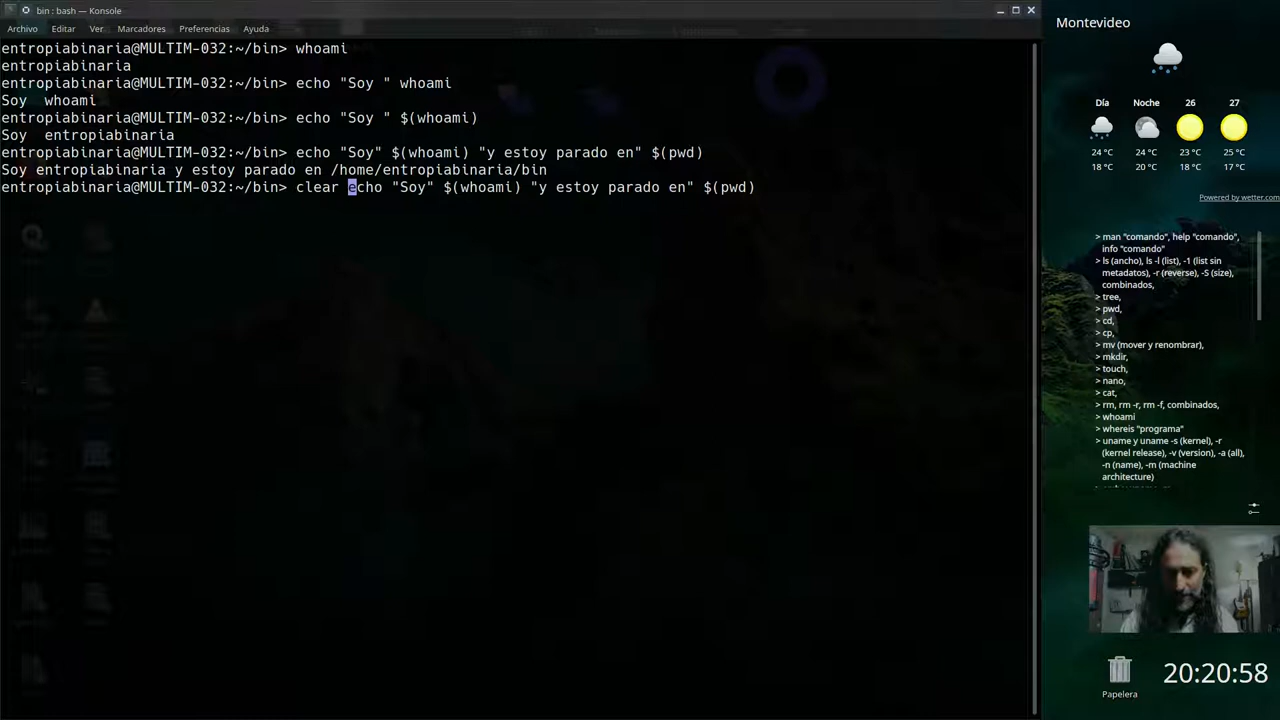 bin : bash — Konsole
Archivo Editar Ver Marcadores Preferencias Ayuda
entropiabinaria@MULTIM-032:~/bin> whoami
entropiabinaria
entropiabinaria@MULTIM-032:~/bin> echo "Soy " whoami
Soy  whoami
entropiabinaria@MULTIM-032:~/bin> echo "Soy " $(whoami)
Soy  entropiabinaria
entropiabinaria@MULTIM-032:~/bin> echo "Soy" $(whoami) "y estoy parado en" $(pwd)
Soy entropiabinaria y estoy parado en /home/entropiabinaria/bin
entropiabinaria@MULTIM-032:~/bin> clear echo "Soy" $(whoami) "y estoy parado en" $(pwd)
Montevideo
Día Noche 26 27
24 °C 24 °C 23 °C 25 °C
18 °C 20 °C 18 °C 17 °C
Powered by wetter.com
> man "comando", help "comando",
info "comando"
> ls (ancho), ls -l (list), -1 (list sin
metadatos), -r (reverse), -S (size),
combinados,
> tree,
> pwd,
> cd,
> cp,
> mv (mover y renombrar),
> mkdir,
> touch,
> nano,
> cat,
> rm, rm -r, rm -f, combinados,
> whoami
> whereis "programa"
> uname y uname -s (kernel), -r
(kernel release), -v (version), -a (all),
-n (name), -m (machine
architecture)
Papelera
20:20:58